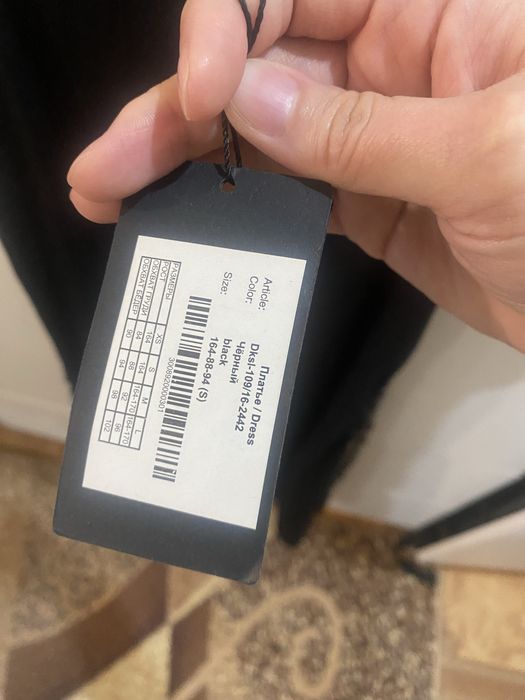 Платье / Dress
Article: Dksl-109/16-2442
Color: Чёрный
black
Size: 164-88-94 (S)
3008902000201
РАЗМЕРЫ XS S M L
РОСТ 164 164 164-170 164-170
ОБХВАТ ГРУДИ 84 88 92 96
ОБХВАТ БЕДЕР 90 94 98 102